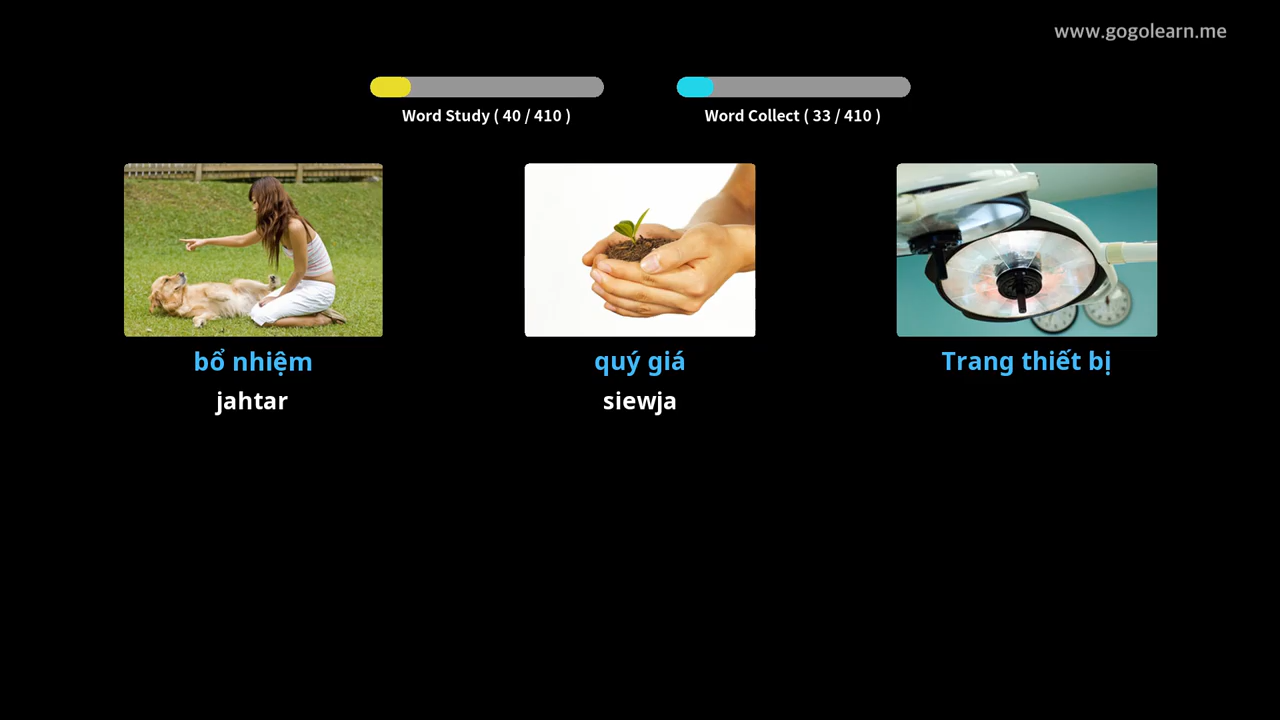 www.gogolearn.me
Word Study ( 40 / 410 )
Word Collect ( 33 / 410 )
bổ nhiệm
quý giá
Trang thiết bị
jahtar
siewja